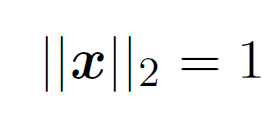 ||𝒙||₂ = 1